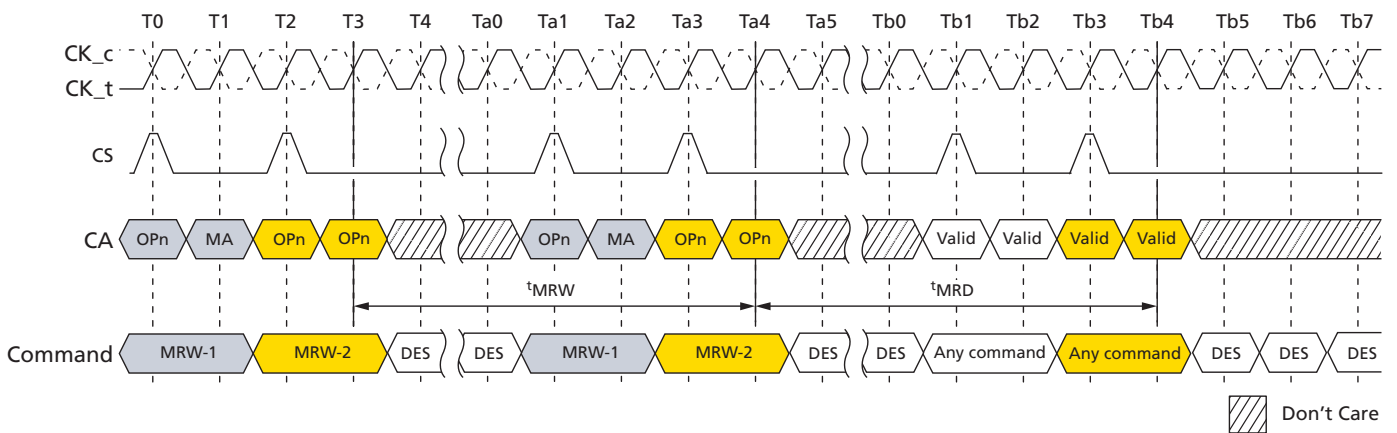 T0 T1 T2 T3 T4 Ta0 Ta1 Ta2 Ta3 Ta4 Ta5 Tb0 Tb1 Tb2 Tb3 Tb4 Tb5 Tb6 Tb7
CK_c
CK_t
CS
CA OPn MA OPn OPn OPn MA OPn OPn Valid Valid Valid Valid
tMRW tMRD
Command MRW-1 MRW-2 DES DES MRW-1 MRW-2 DES DES Any command Any command DES DES DES
Don't Care